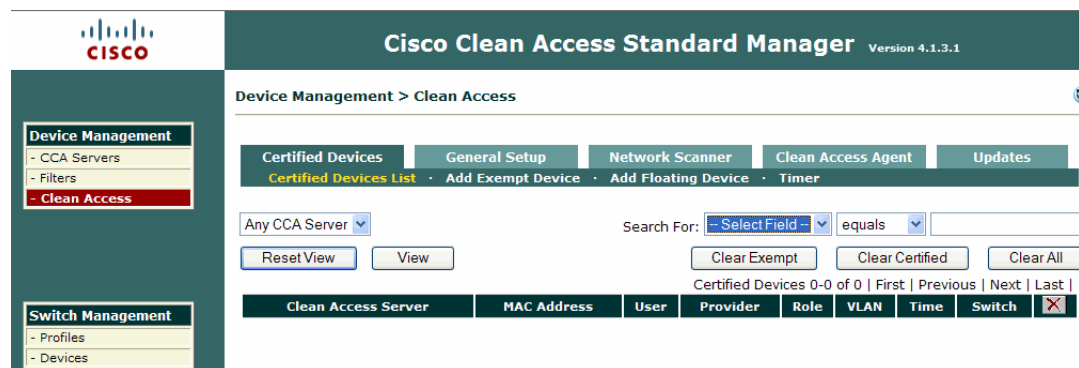 CISCO
Cisco Clean Access Standard Manager Version 4.1.3.1
Device Management > Clean Access
Device Management
- CCA Servers
- Filters
- Clean Access
Certified Devices General Setup Network Scanner Clean Access Agent Updates
Certified Devices List · Add Exempt Device · Add Floating Device · Timer
Any CCA Server Search For: -- Select Field -- equals
Reset View View Clear Exempt Clear Certified Clear All
Certified Devices 0-0 of 0 | First | Previous | Next | Last |
Clean Access Server MAC Address User Provider Role VLAN Time Switch
Switch Management
- Profiles
- Devices